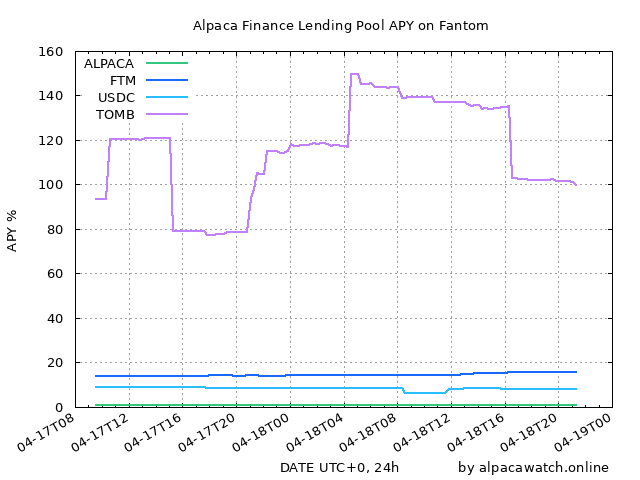 Alpaca Finance Lending Pool APY on Fantom
160
140
120
100
80
60
40
20
0
APY %
ALPACA
FTM
USDC
TOMB
04-17T08
04-17T12
04-17T16
04-17T20
04-18T00
04-18T04
04-18T08
04-18T12
04-18T16
04-18T20
04-19T00
DATE UTC+0, 24h
by alpacawatch.online